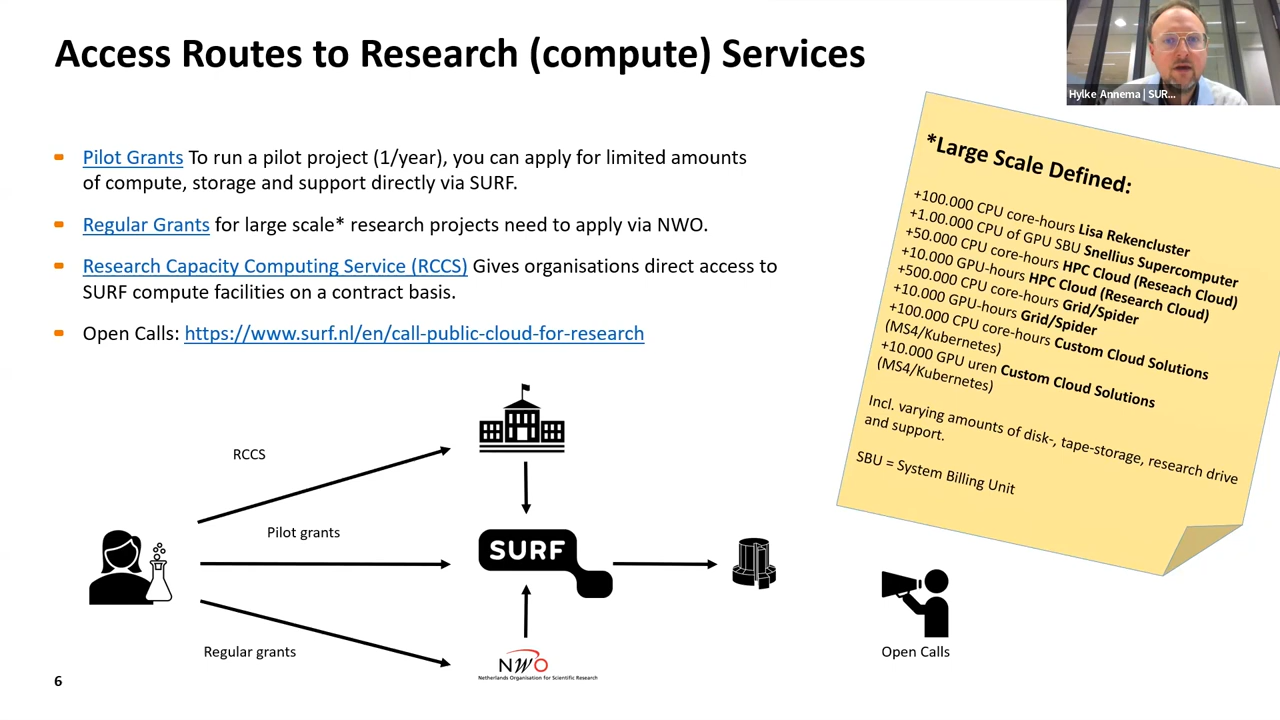 Access Routes to Research (compute) Services
Hylke Annema | SUR...
Pilot Grants To run a pilot project (1/year), you can apply for limited amounts
of compute, storage and support directly via SURF.
Regular Grants for large scale* research projects need to apply via NWO.
Research Capacity Computing Service (RCCS) Gives organisations direct access to
SURF compute facilities on a contract basis.
Open Calls: https://www.surf.nl/en/call-public-cloud-for-research
*Large Scale Defined:
+100.000 CPU core-hours Lisa Rekencluster
+1.00.000 CPU of GPU SBU Snellius Supercomputer
+50.000 CPU core-hours HPC Cloud (Reseach Cloud)
+10.000 GPU-hours HPC Cloud (Research Cloud)
+500.000 CPU core-hours Grid/Spider
+10.000 GPU-hours Grid/Spider
+100.000 CPU core-hours Custom Cloud Solutions
(MS4/Kubernetes)
+10.000 GPU uren Custom Cloud Solutions
(MS4/Kubernetes)
Incl. varying amounts of disk-, tape-storage, research drive
and support.
SBU = System Billing Unit
RCCS
Pilot grants
SURF
Regular grants
NWO
Netherlands Organisation for Scientific Research
Open Calls
6